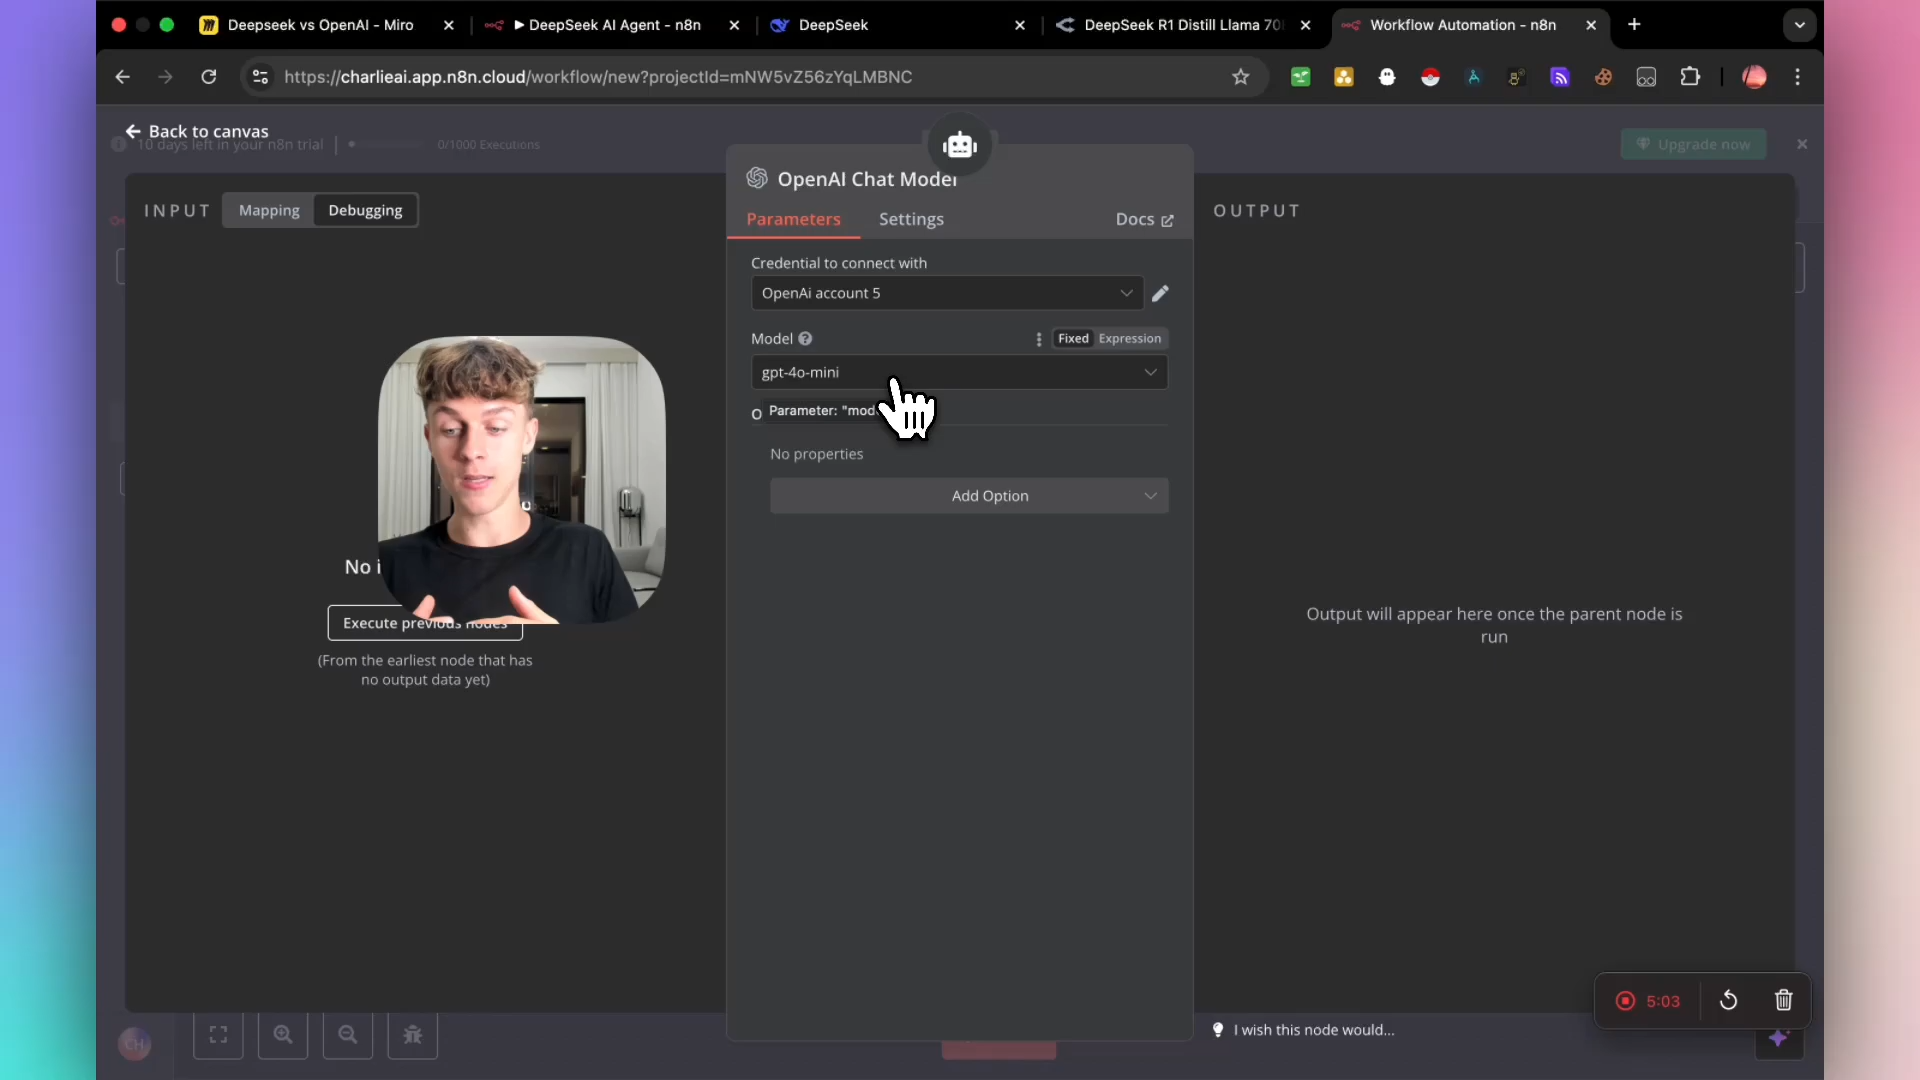 Deepseek vs OpenAI - Miro
DeepSeek AI Agent - n8n
DeepSeek
DeepSeek R1 Distill Llama 70
Workflow Automation - n8n
https://charlieai.app.n8n.cloud/workflow/new?projectId=mNW5vZ56zYqLMBNC
Back to canvas
10 days left in your n8n trial
0/1000 Executions
Upgrade now
INPUT
Mapping
Debugging
OpenAI Chat Model
Parameters
Settings
Docs
Credential to connect with
OpenAi account 5
Model
Fixed
Expression
gpt-4o-mini
Parameter:
No properties
Add Option
No
Execute previous nodes
(From the earliest node that has
no output data yet)
OUTPUT
Output will appear here once the parent node is
run
I wish this node would...
5:03
CH